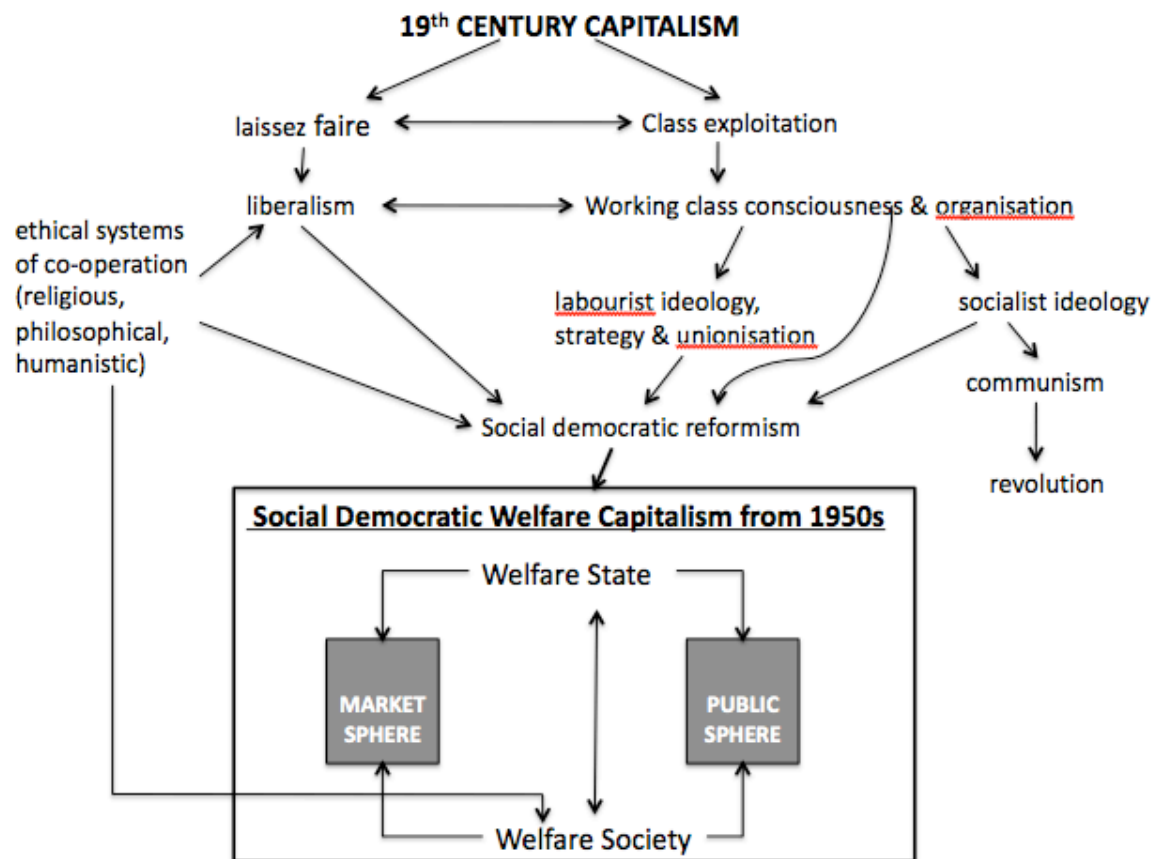 19th CENTURY CAPITALISM
laissez faire
Class exploitation
liberalism
Working class consciousness & organisation
ethical systems
of co-operation
(religious,
philosophical,
humanistic)
labourist ideology,
strategy & unionisation
socialist ideology
communism
Social democratic reformism
revolution
Social Democratic Welfare Capitalism from 1950s
Welfare State
MARKET
SPHERE
PUBLIC
SPHERE
Welfare Society